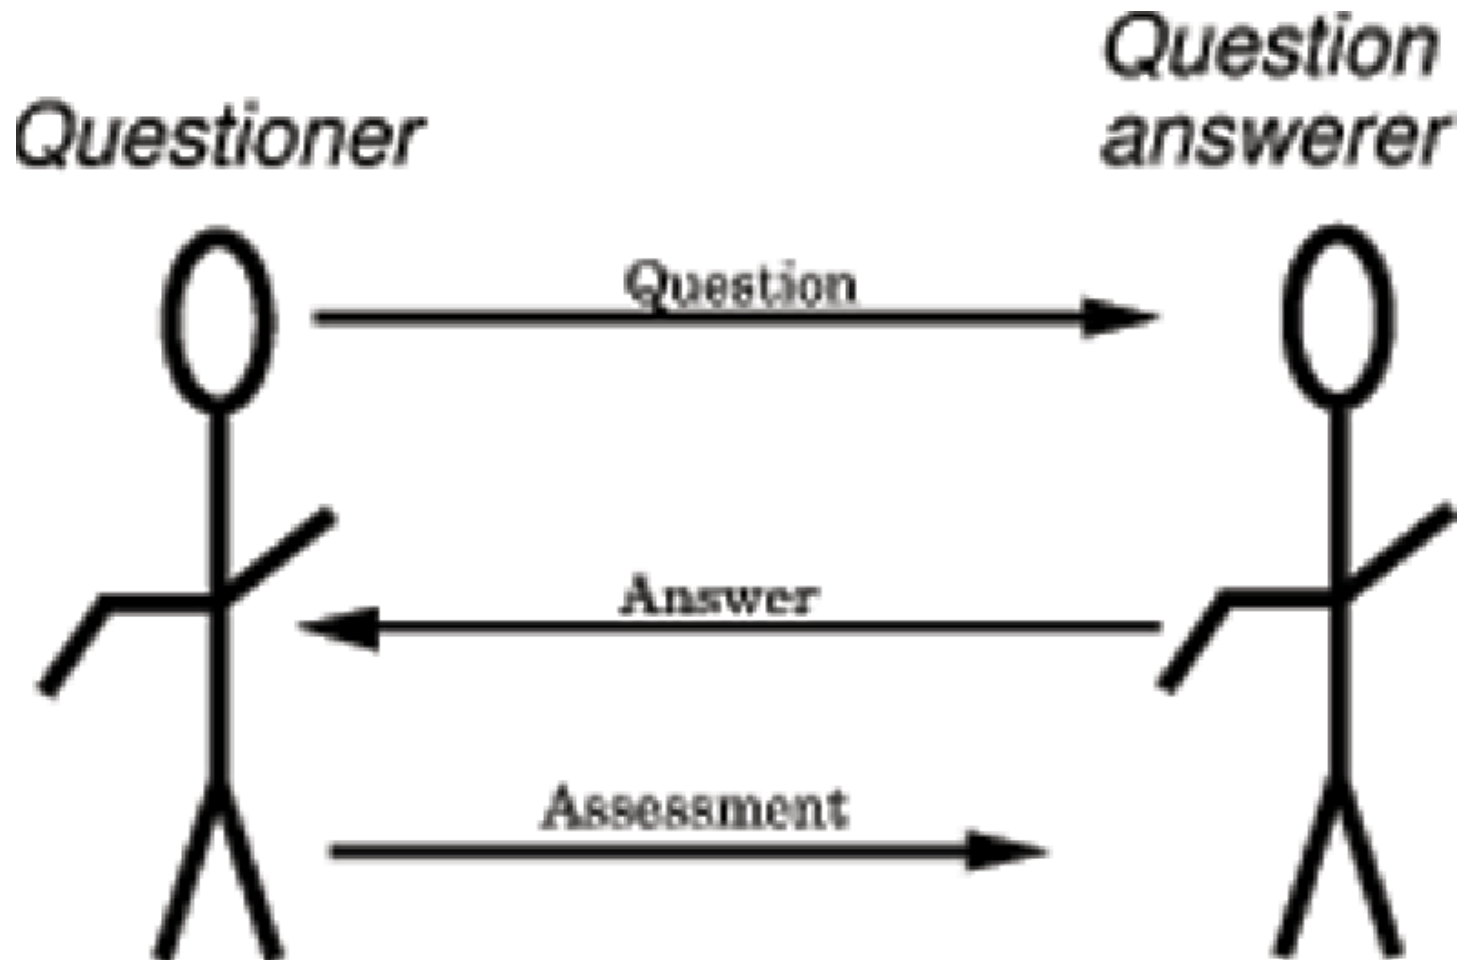 Questioner
Question
answerer
Question
Answer
Assessment